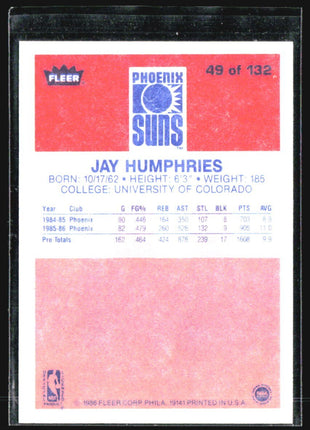 FLEER
PHOENIX
SUNS
49 of 132
JAY HUMPHRIES
BORN: 10/17/62 • HEIGHT: 6'3" • WEIGHT: 185
COLLEGE: UNIVERSITY OF COLORADO
Year Club G FG% REB AST STL BLK PTS AVG
1984-85 Phoenix 80 446 164 350 107 8 703 8.8
1985-86 Phoenix 82 479 260 526 132 9 905 11.0
Pro Totals 162 464 424 876 239 17 1608 9.9
© 1986 FLEER CORP. PHILA. 19141 PRINTED IN U.S.A.